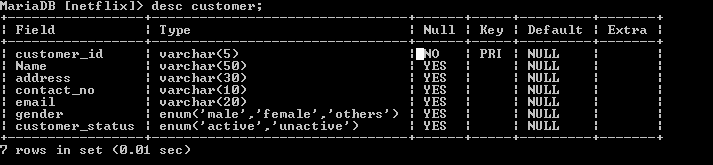 MariaDB [netflix]> desc customer;
+-----------------+--------------------------------+------+-----+---------+-------+
| Field | Type | Null | Key | Default | Extra |
+-----------------+--------------------------------+------+-----+---------+-------+
| customer_id | varchar(5) | NO | PRI | NULL | |
| Name | varchar(50) | YES | | NULL | |
| address | varchar(30) | YES | | NULL | |
| contact_no | varchar(10) | YES | | NULL | |
| email | varchar(20) | YES | | NULL | |
| gender | enum('male','female','others') | YES | | NULL | |
| customer_status | enum('active','unactive') | YES | | NULL | |
+-----------------+--------------------------------+------+-----+---------+-------+
7 rows in set (0.01 sec)